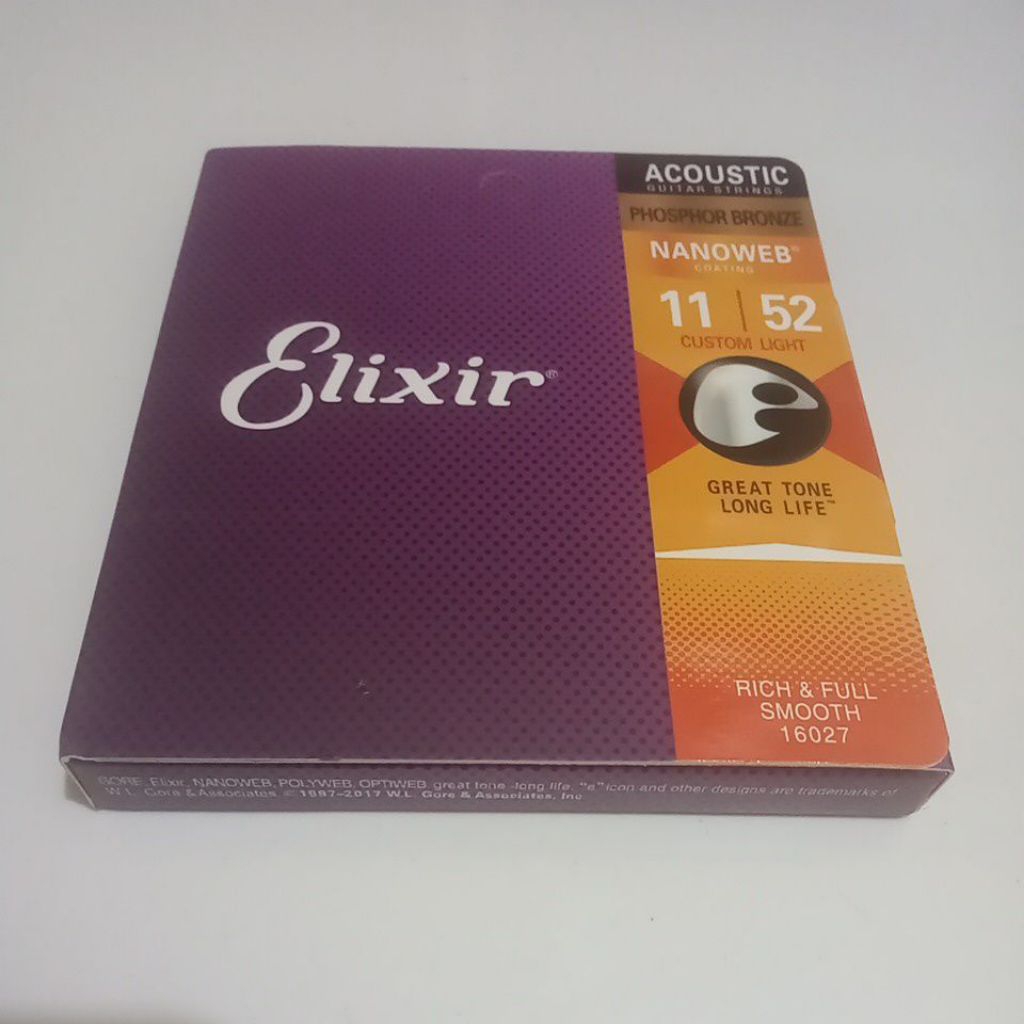 Elixir®
ACOUSTIC
GUITAR STRINGS
PHOSPHOR BRONZE
NANOWEB®
COATING
11 | 52
CUSTOM LIGHT
e
GREAT TONE
LONG LIFE™
RICH & FULL
SMOOTH
16027
GORE, Elixir, NANOWEB, POLYWEB, OPTIWEB, great tone-long life, "e" icon and other designs are trademarks of
W.L. Gore & Associates. © 1997–2017 W.L. Gore & Associates, Inc